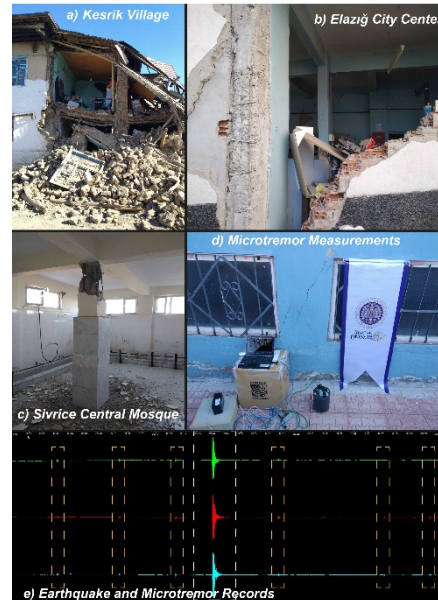 a) Kesrik Village
b) Elazığ City Center
c) Sivrice Central Mosque
d) Microtremor Measurements
e) Earthquake and Microtremor Records